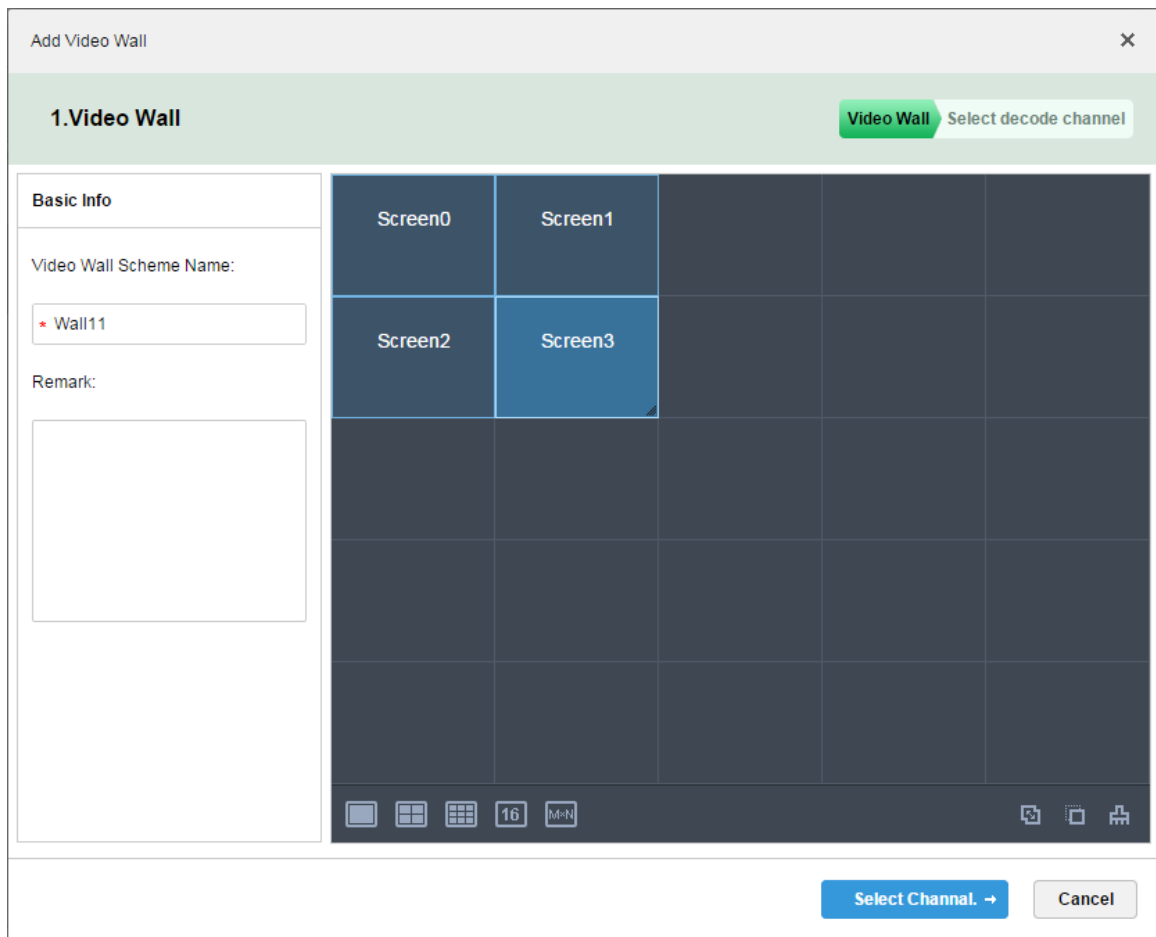 Add Video Wall
1.Video Wall
Video Wall Select decode channel
Basic Info
Video Wall Scheme Name:
* Wall11
Remark:
Screen0 Screen1
Screen2 Screen3
16 M×N
Select Channal. →
Cancel